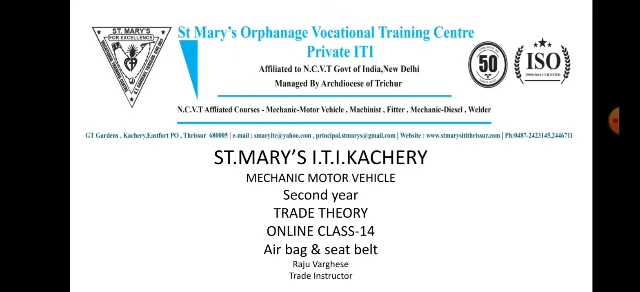 ST. MARY'S
FOR EXCELLENCE
St Mary's Orphanage Vocational Training Centre
Private ITI
Affiliated to N.C.V.T Govt of India,New Delhi
Managed By Archdiocese of Trichur
50
ISO
N.C.V.T Affliated Courses - Mechanic-Motor Vehicle , Machinist , Fitter , Mechanic-Diesel , Welder
GT Gardens , Kachery,Eastfort PO , Thrissur 680005 | e-mail : smaryitc@yahoo.com , principal.stmarys@gmail.com | Website : www.stmarysitithrissur.com | Ph:0487-2423145,2446711
ST.MARY'S I.T.I.KACHERY
MECHANIC MOTOR VEHICLE
Second year
TRADE THEORY
ONLINE CLASS-14
Air bag & seat belt
Raju Varghese
Trade Instructor